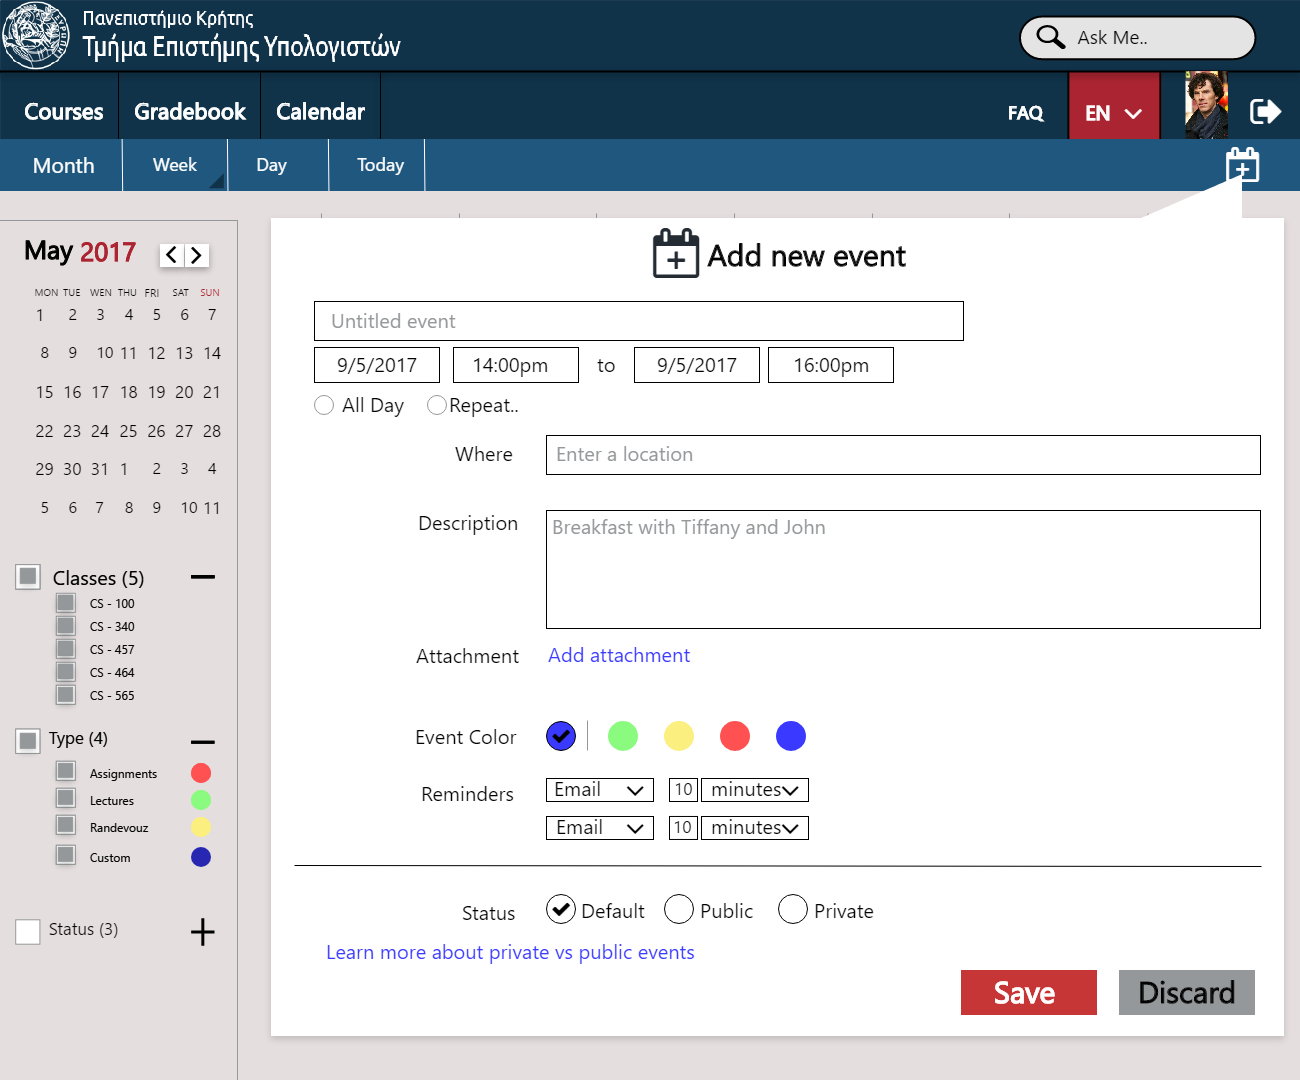 Πανεπιστήμιο Κρήτης
Τμήμα Επιστήμης Υπολογιστών
Ask Me..
Courses Gradebook Calendar
FAQ EN
Month Week Day Today
May 2017
MON TUE WEN THU FRI SAT SUN
1 2 3 4 5 6 7
8 9 10 11 12 13 14
15 16 17 18 19 20 21
22 23 24 25 26 27 28
29 30 31 1 2 3 4
5 6 7 8 9 10 11
Classes (5)
CS - 100
CS - 340
CS - 457
CS - 464
CS - 565
Type (4)
Assignments
Lectures
Randevouz
Custom
Status (3)
Add new event
Untitled event
9/5/2017 14:00pm to 9/5/2017 16:00pm
All Day Repeat..
Where Enter a location
Description Breakfast with Tiffany and John
Attachment Add attachment
Event Color
Reminders Email 10 minutes
Email 10 minutes
Status Default Public Private
Learn more about private vs public events
Save Discard